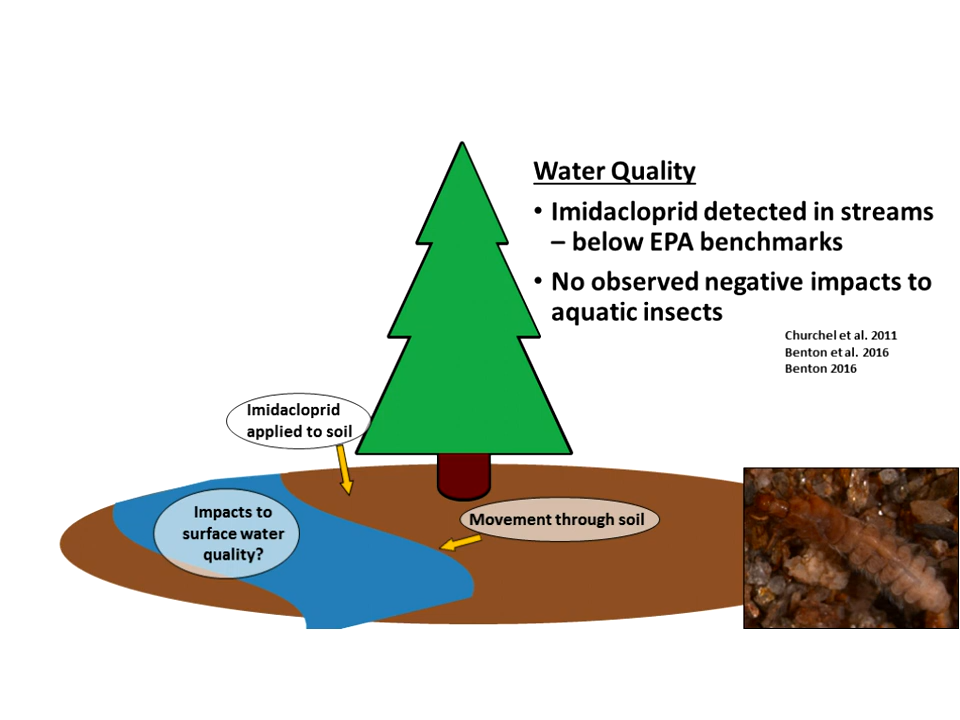 Water Quality
• Imidacloprid detected in streams
– below EPA benchmarks
• No observed negative impacts to
aquatic insects
Churchel et al. 2011
Benton et al. 2016
Benton 2016
Imidacloprid
applied to soil
Impacts to
surface water
quality?
Movement through soil